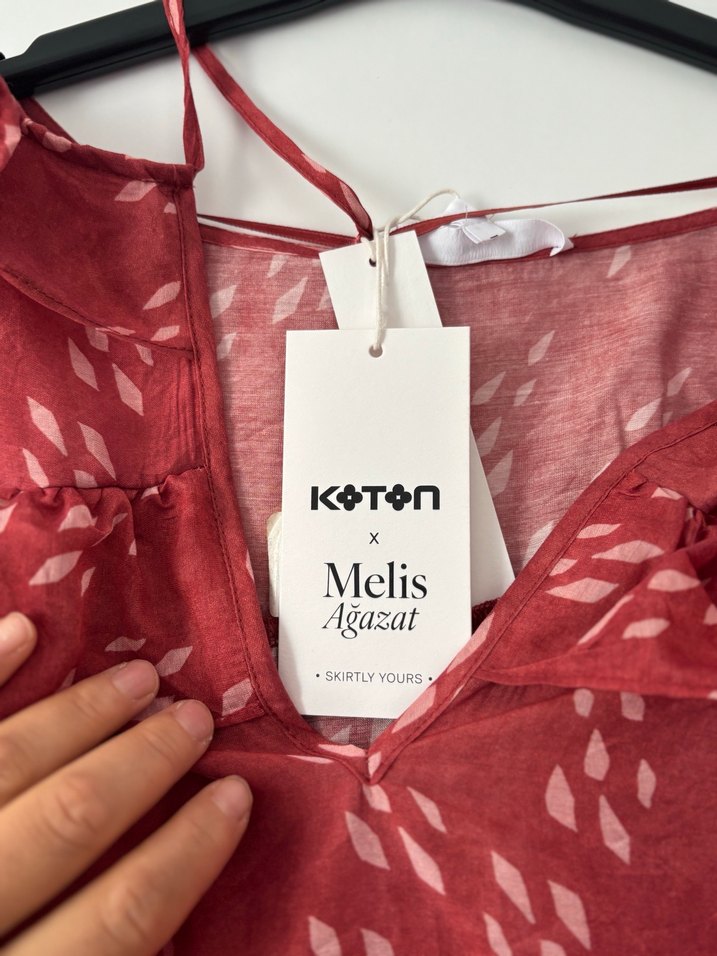 KOTON
x
Melis
Ağazat
• SKIRTLY YOURS •